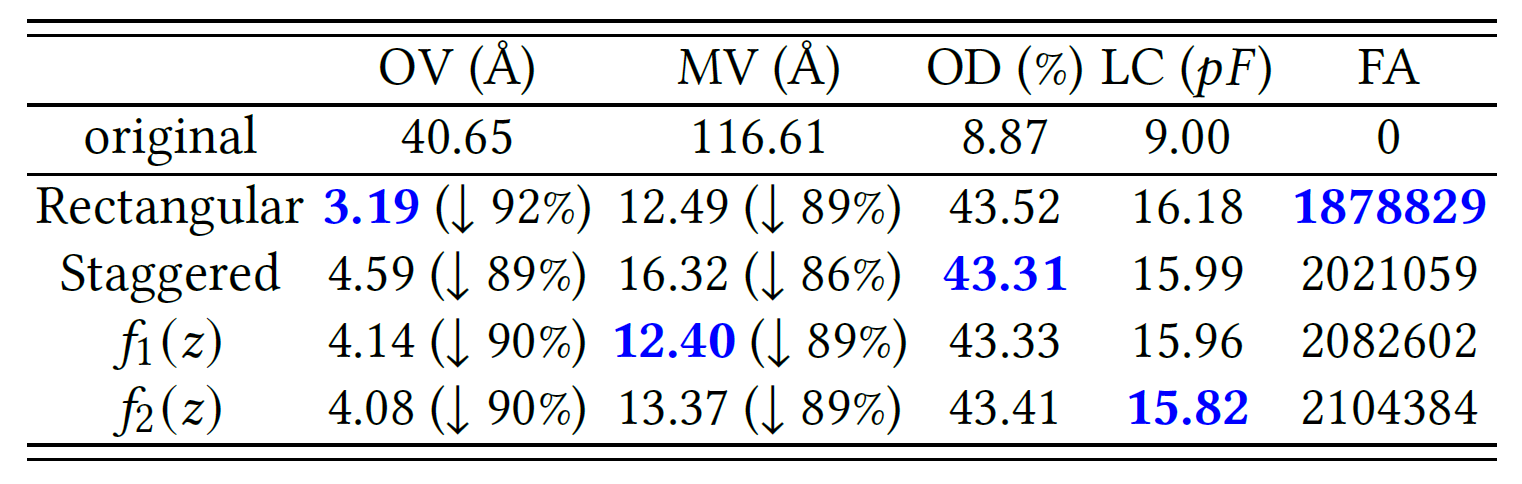 OV (Å) MV (Å) OD (%) LC (pF) FA
original 40.65 116.61 8.87 9.00 0
Rectangular 3.19 (↓ 92%) 12.49 (↓ 89%) 43.52 16.18 1878829
Staggered 4.59 (↓ 89%) 16.32 (↓ 86%) 43.31 15.99 2021059
f₁(z) 4.14 (↓ 90%) 12.40 (↓ 89%) 43.33 15.96 2082602
f₂(z) 4.08 (↓ 90%) 13.37 (↓ 89%) 43.41 15.82 2104384